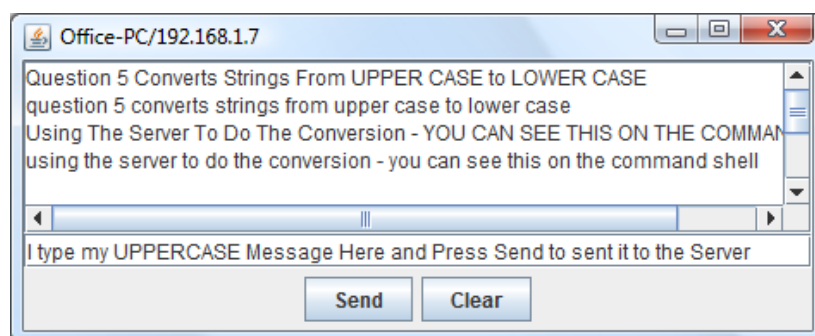 Office-PC/192.168.1.7
Question 5 Converts Strings From UPPER CASE to LOWER CASE
question 5 converts strings from upper case to lower case
Using The Server To Do The Conversion - YOU CAN SEE THIS ON THE
using the server to do the conversion - you can see this on the command shell
I type my UPPERCASE Message Here and Press Send to sent it to the Server
Send Clear